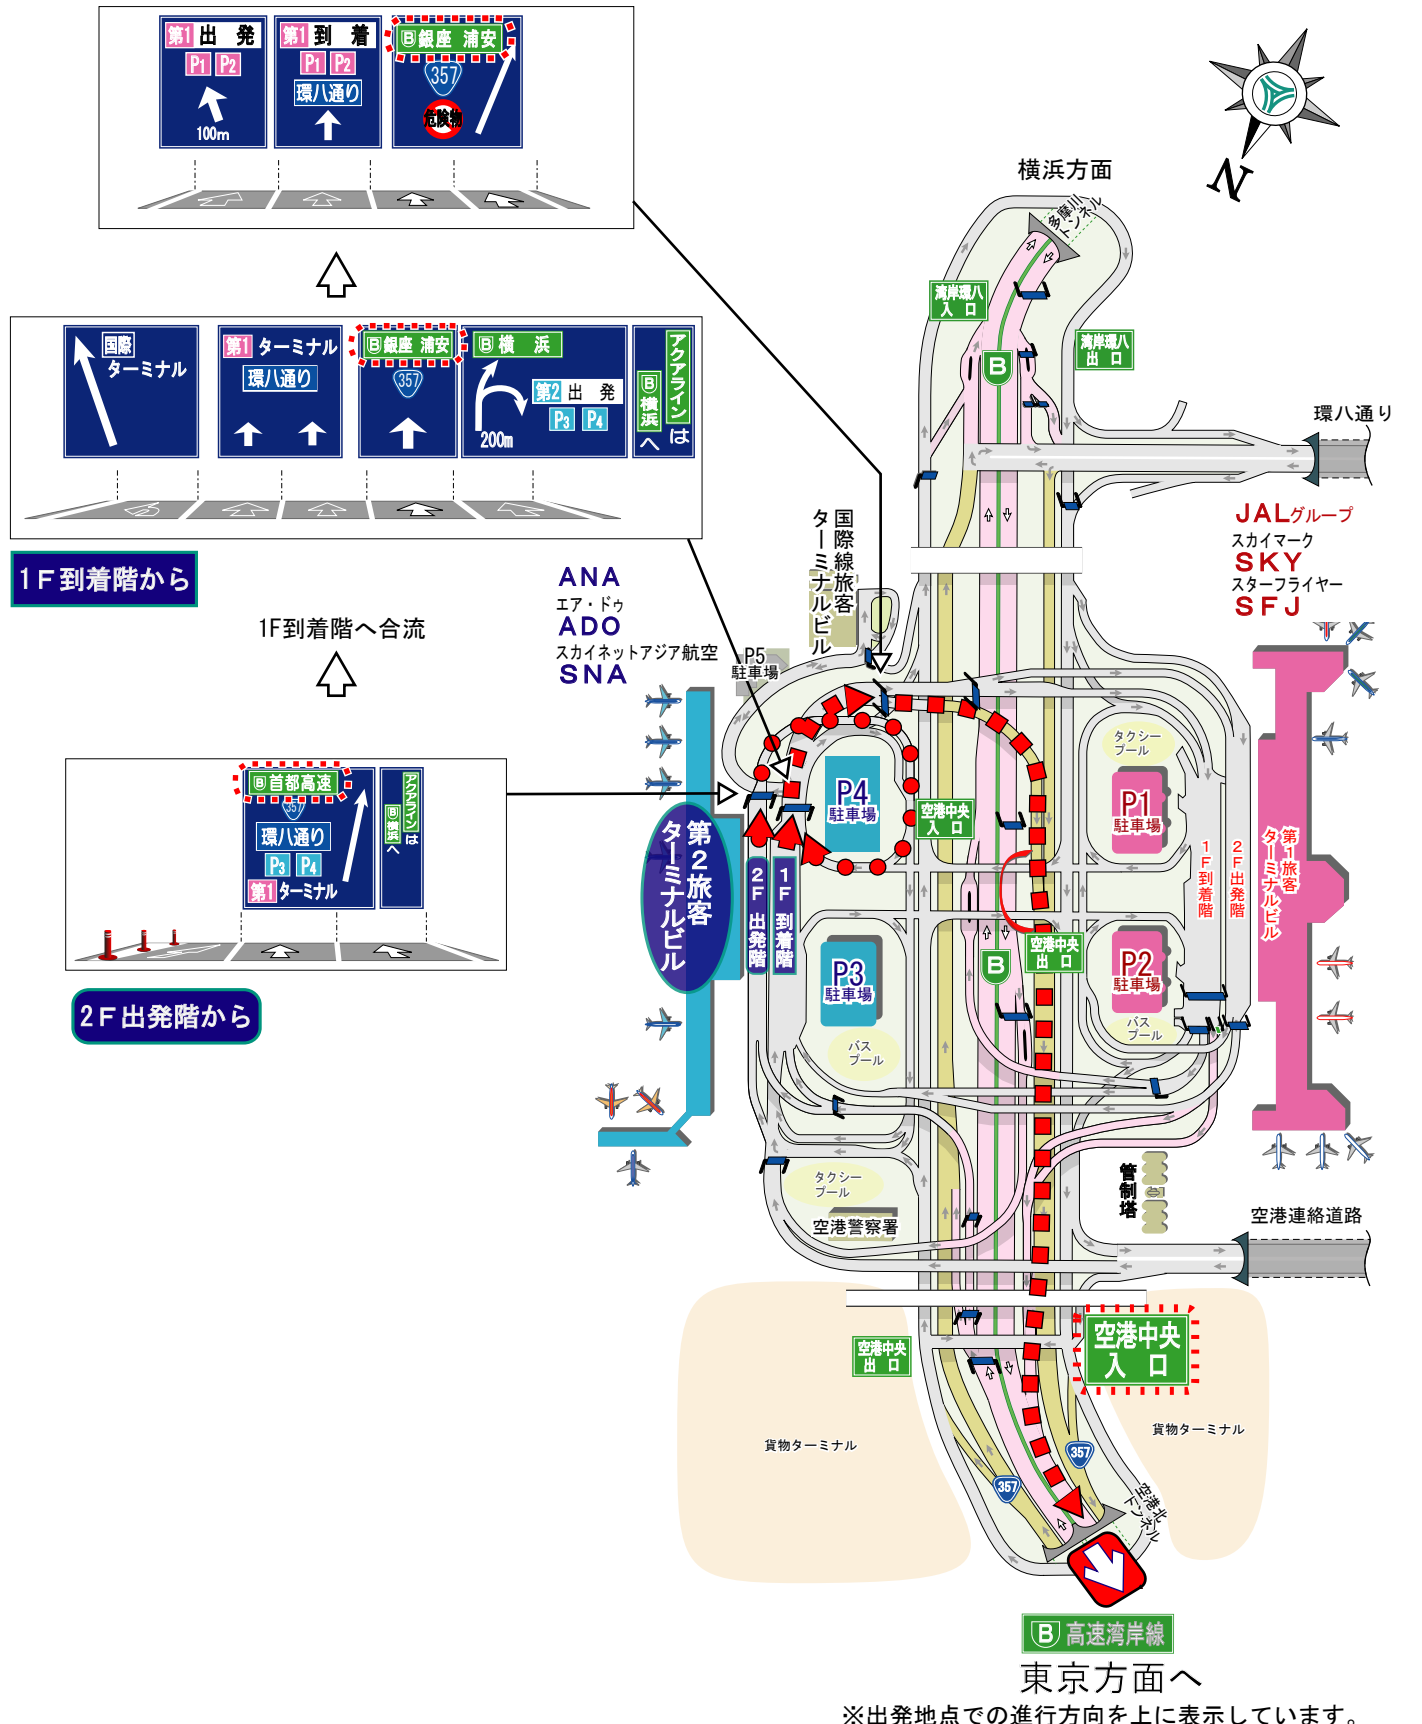 第1 出 発
P1 P2
100m
第1 到 着
P1 P2
環八通り
B 銀座 浦安
357
危険物
国際
ターミナル
第1 ターミナル
環八通り
B 銀座 浦安
357
B 横 浜
第2 出 発
P3 P4
200m
アクアラインは
B 横浜へ
1F到着階から
1F到着階へ合流
B 首都高速
357
環八通り
P3 P4
第1 ターミナル
アクアラインは
B 横浜へ
2F出発階から
N
横浜方面
多摩川
トンネル
湾岸環八
入 口
湾岸環八
出 口
B
環八通り
JALグループ
スカイマーク
SKY
スターフライヤー
SFJ
国際線旅客
ターミナルビル
ANA
エア・ドゥ
ADO
スカイネットアジア航空
SNA
P5
駐車場
タクシー
プール
P4
駐車場
空港中央
入 口
P1
駐車場
第2旅客
ターミナルビル
2F 出発階
1F 到着階
1F到着階
2F出発階
第1旅客
ターミナルビル
P3
駐車場
B
空港中央
出 口
P2
駐車場
バス
プール
バス
プール
タクシー
プール
空港警察署
管制塔
空港連絡道路
空港中央
出 口
空港中央
入 口
貨物ターミナル
貨物ターミナル
357
357
空港北
トンネル
B 高速湾岸線
東京方面へ
※出発地点での進行方向を上に表示しています。